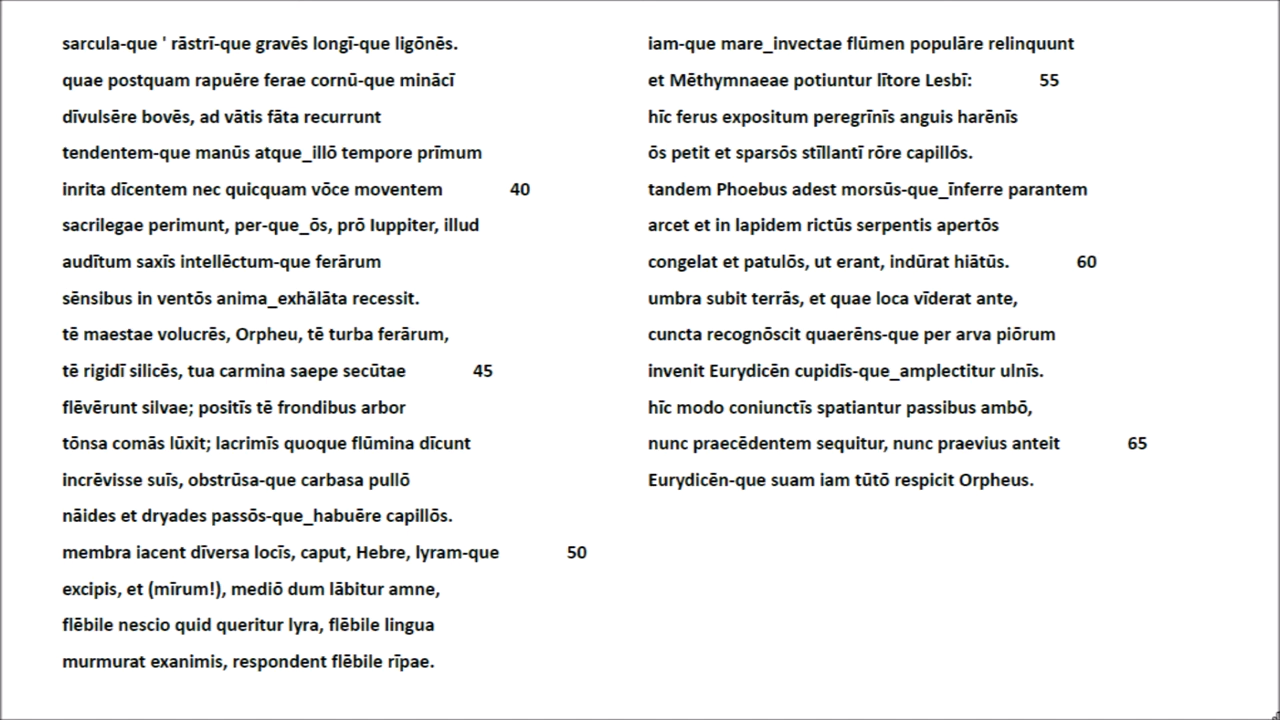 sarcula-que ' rāstrī-que gravēs longī-que ligōnēs.
quae postquam rapuēre ferae cornū-que minācī
dīvulsēre bovēs, ad vātis fāta recurrunt
tendentem-que manūs atque_illō tempore prīmum
inrita dīcentem nec quicquam vōce moventem 40
sacrilegae perimunt, per-que_ōs, prō Iuppiter, illud
audītum saxīs intellēctum-que ferārum
sēnsibus in ventōs anima_exhālāta recessit.
tē maestae volucrēs, Orpheu, tē turba ferārum,
tē rigidī silicēs, tua carmina saepe secūtae 45
flēvērunt silvae; positīs tē frondibus arbor
tōnsa comās lūxit; lacrimīs quoque flūmina dīcunt
incrēvisse suīs, obstrūsa-que carbasa pullō
nāides et dryades passōs-que_habuēre capillōs.
membra iacent dīversa locīs, caput, Hebre, lyram-que 50
excipis, et (mīrum!), mediō dum lābitur amne,
flēbile nescio quid queritur lyra, flēbile lingua
murmurat exanimis, respondent flēbile rīpae.
iam-que mare_invectae flūmen populāre relinquunt
et Mēthymnaeae potiuntur lītore Lesbī: 55
hīc ferus expositum peregrīnīs anguis harēnīs
ōs petit et sparsōs stīllantī rōre capillōs.
tandem Phoebus adest morsūs-que_īnferre parantem
arcet et in lapidem rictūs serpentis apertōs
congelat et patulōs, ut erant, indūrat hiātūs. 60
umbra subit terrās, et quae loca vīderat ante,
cuncta recognōscit quaerēns-que per arva piōrum
invenit Eurydicēn cupidīs-que_amplectitur ulnīs.
hīc modo coniunctīs spatiantur passibus ambō,
nunc praecēdentem sequitur, nunc praevius anteit 65
Eurydicēn-que suam iam tūtō respicit Orpheus.